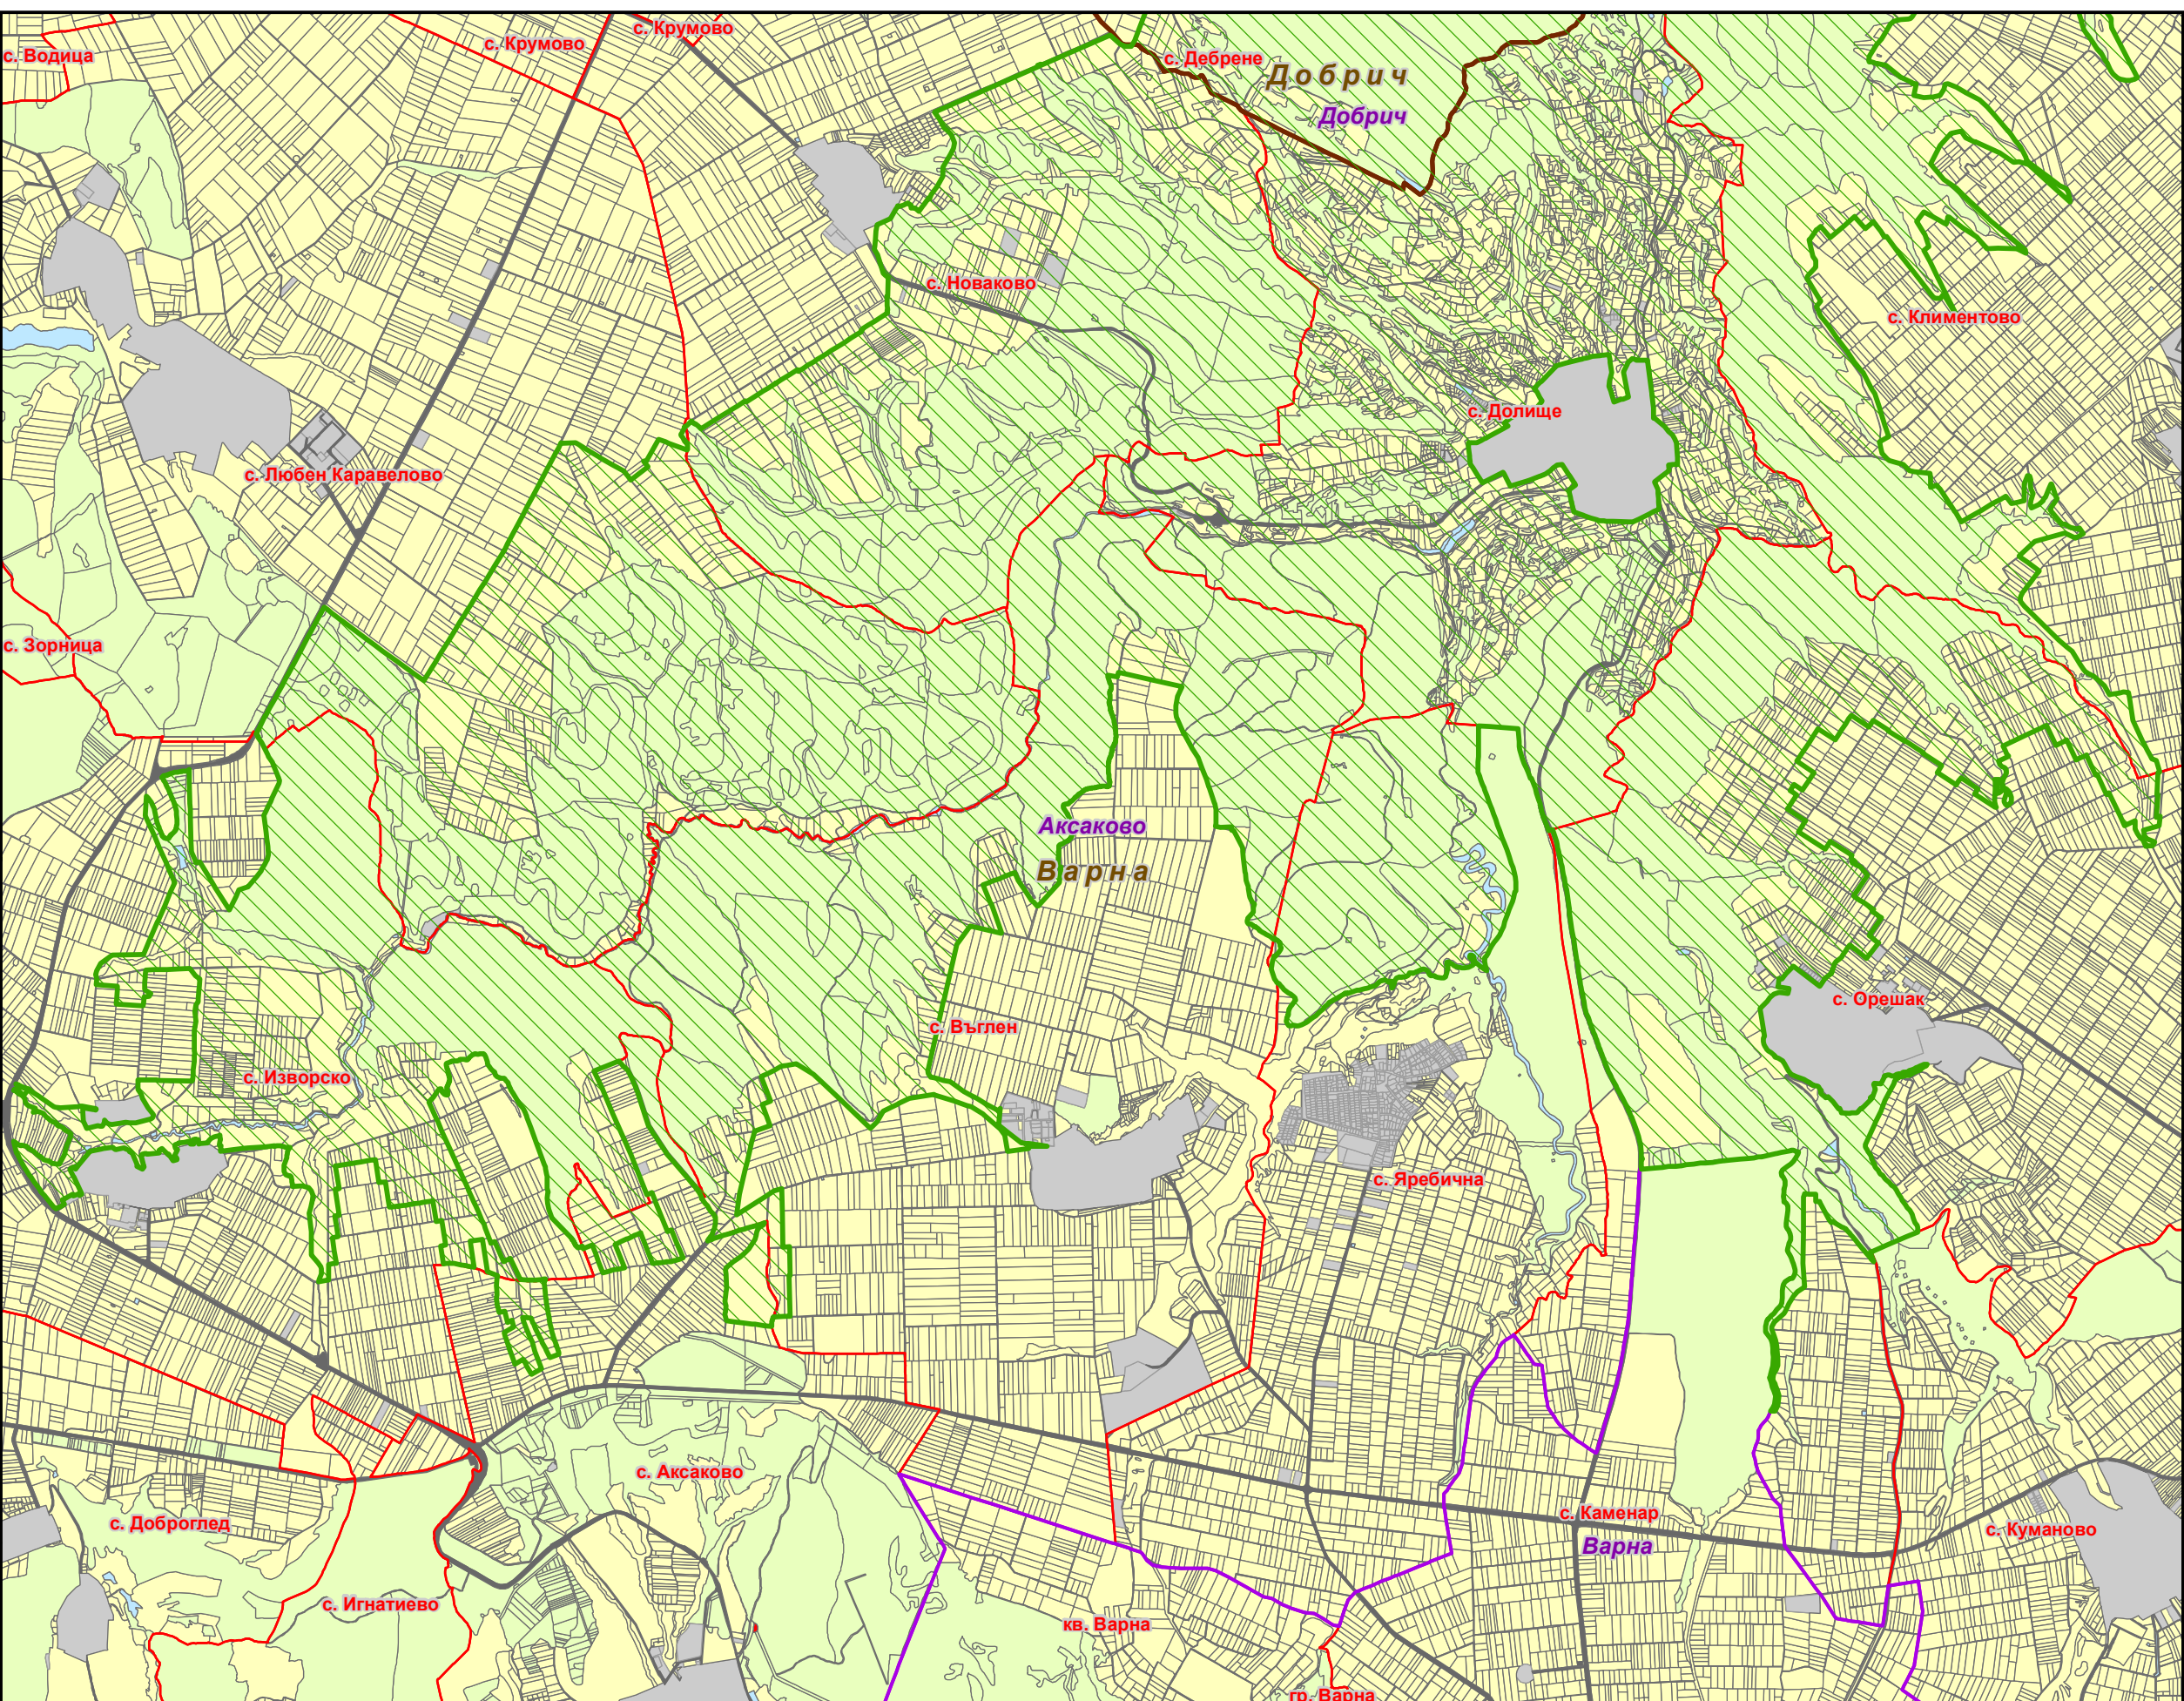 с. Крумово
с. Крумово
с. Водица
с. Дебрене
Добрич
Добрич
с. Новаково
с. Климентово
с. Долище
с. Любен Каравелово
с. Зорница
Аксаково
Варна
с. Орешак
с. Въглен
с. Изворско
с. Яребична
с. Аксаково
с. Каменар
с. Доброглед
с. Куманово
Варна
с. Игнатиево
кв. Варна
гр. Варна